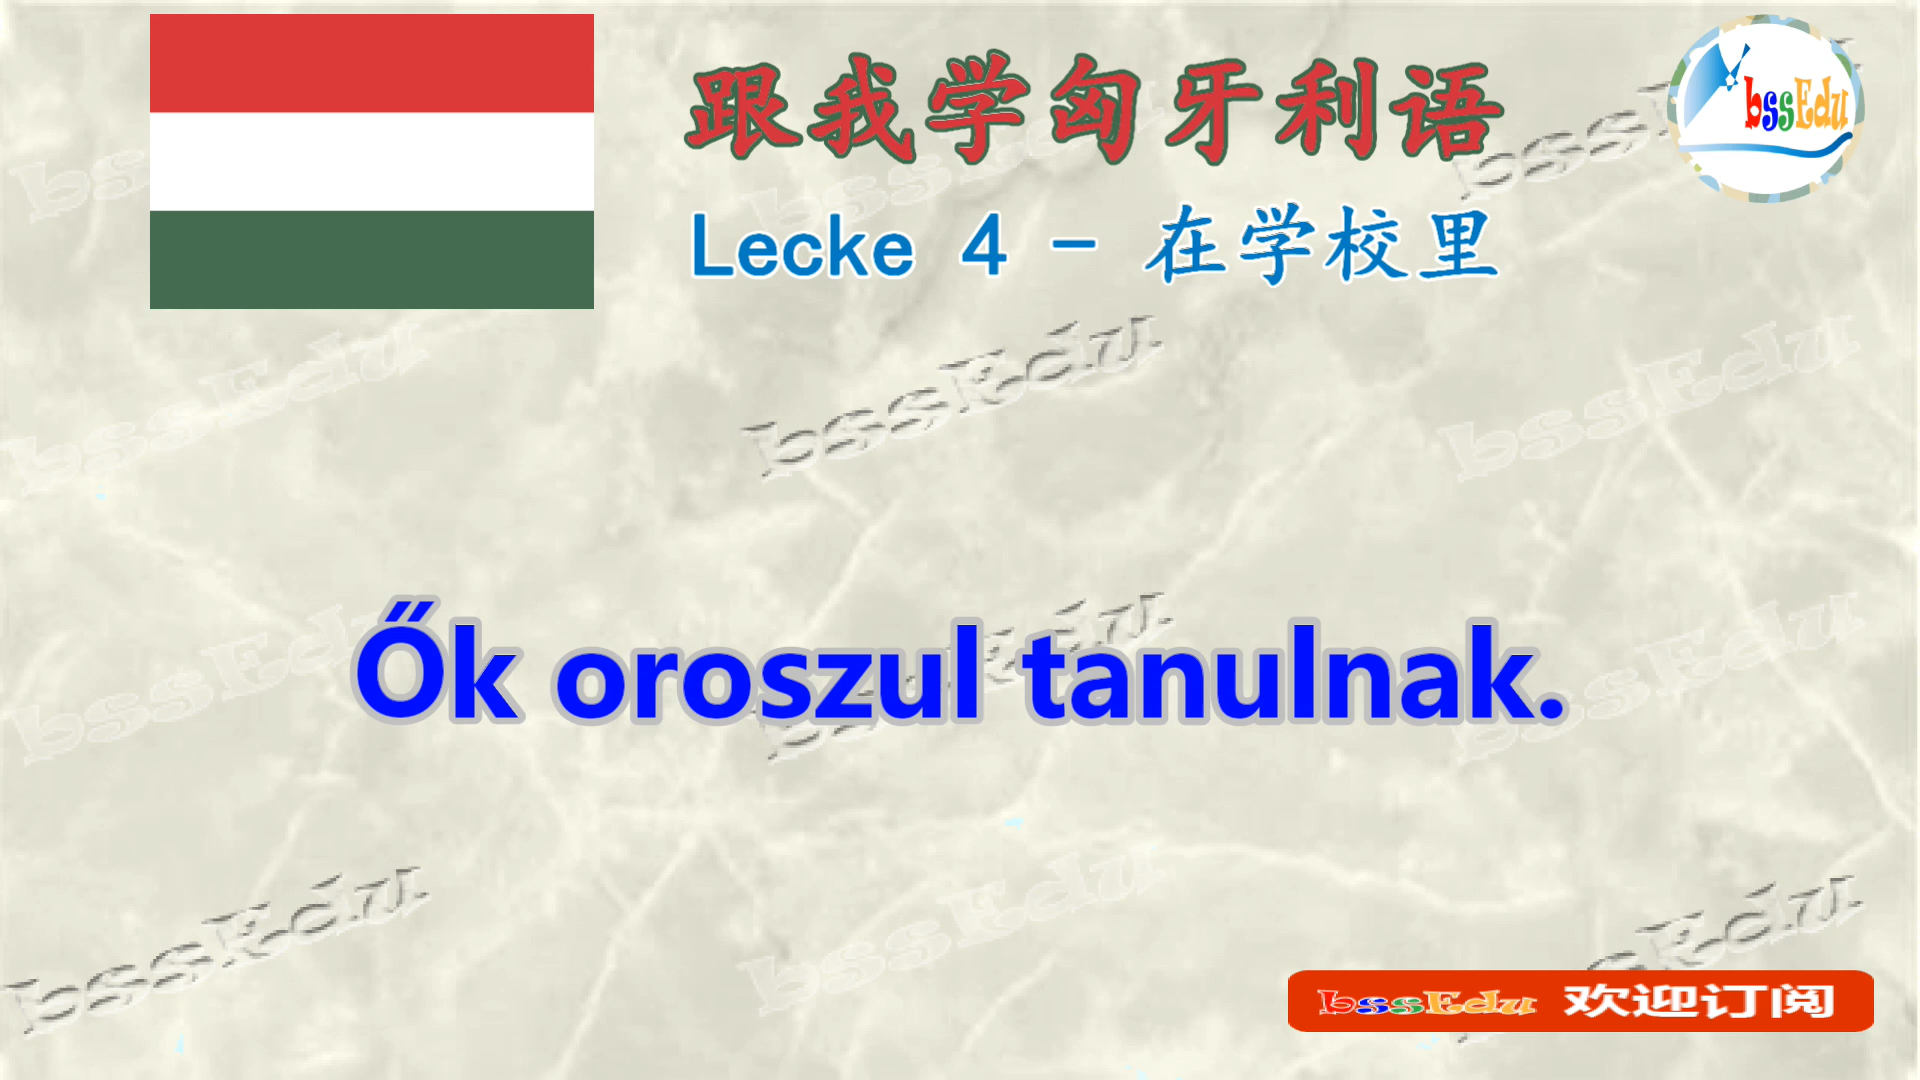 跟我学匈牙利语
bssEdu
Lecke 4 - 在学校里
Ők oroszul tanulnak.
bssEdu 欢迎订阅